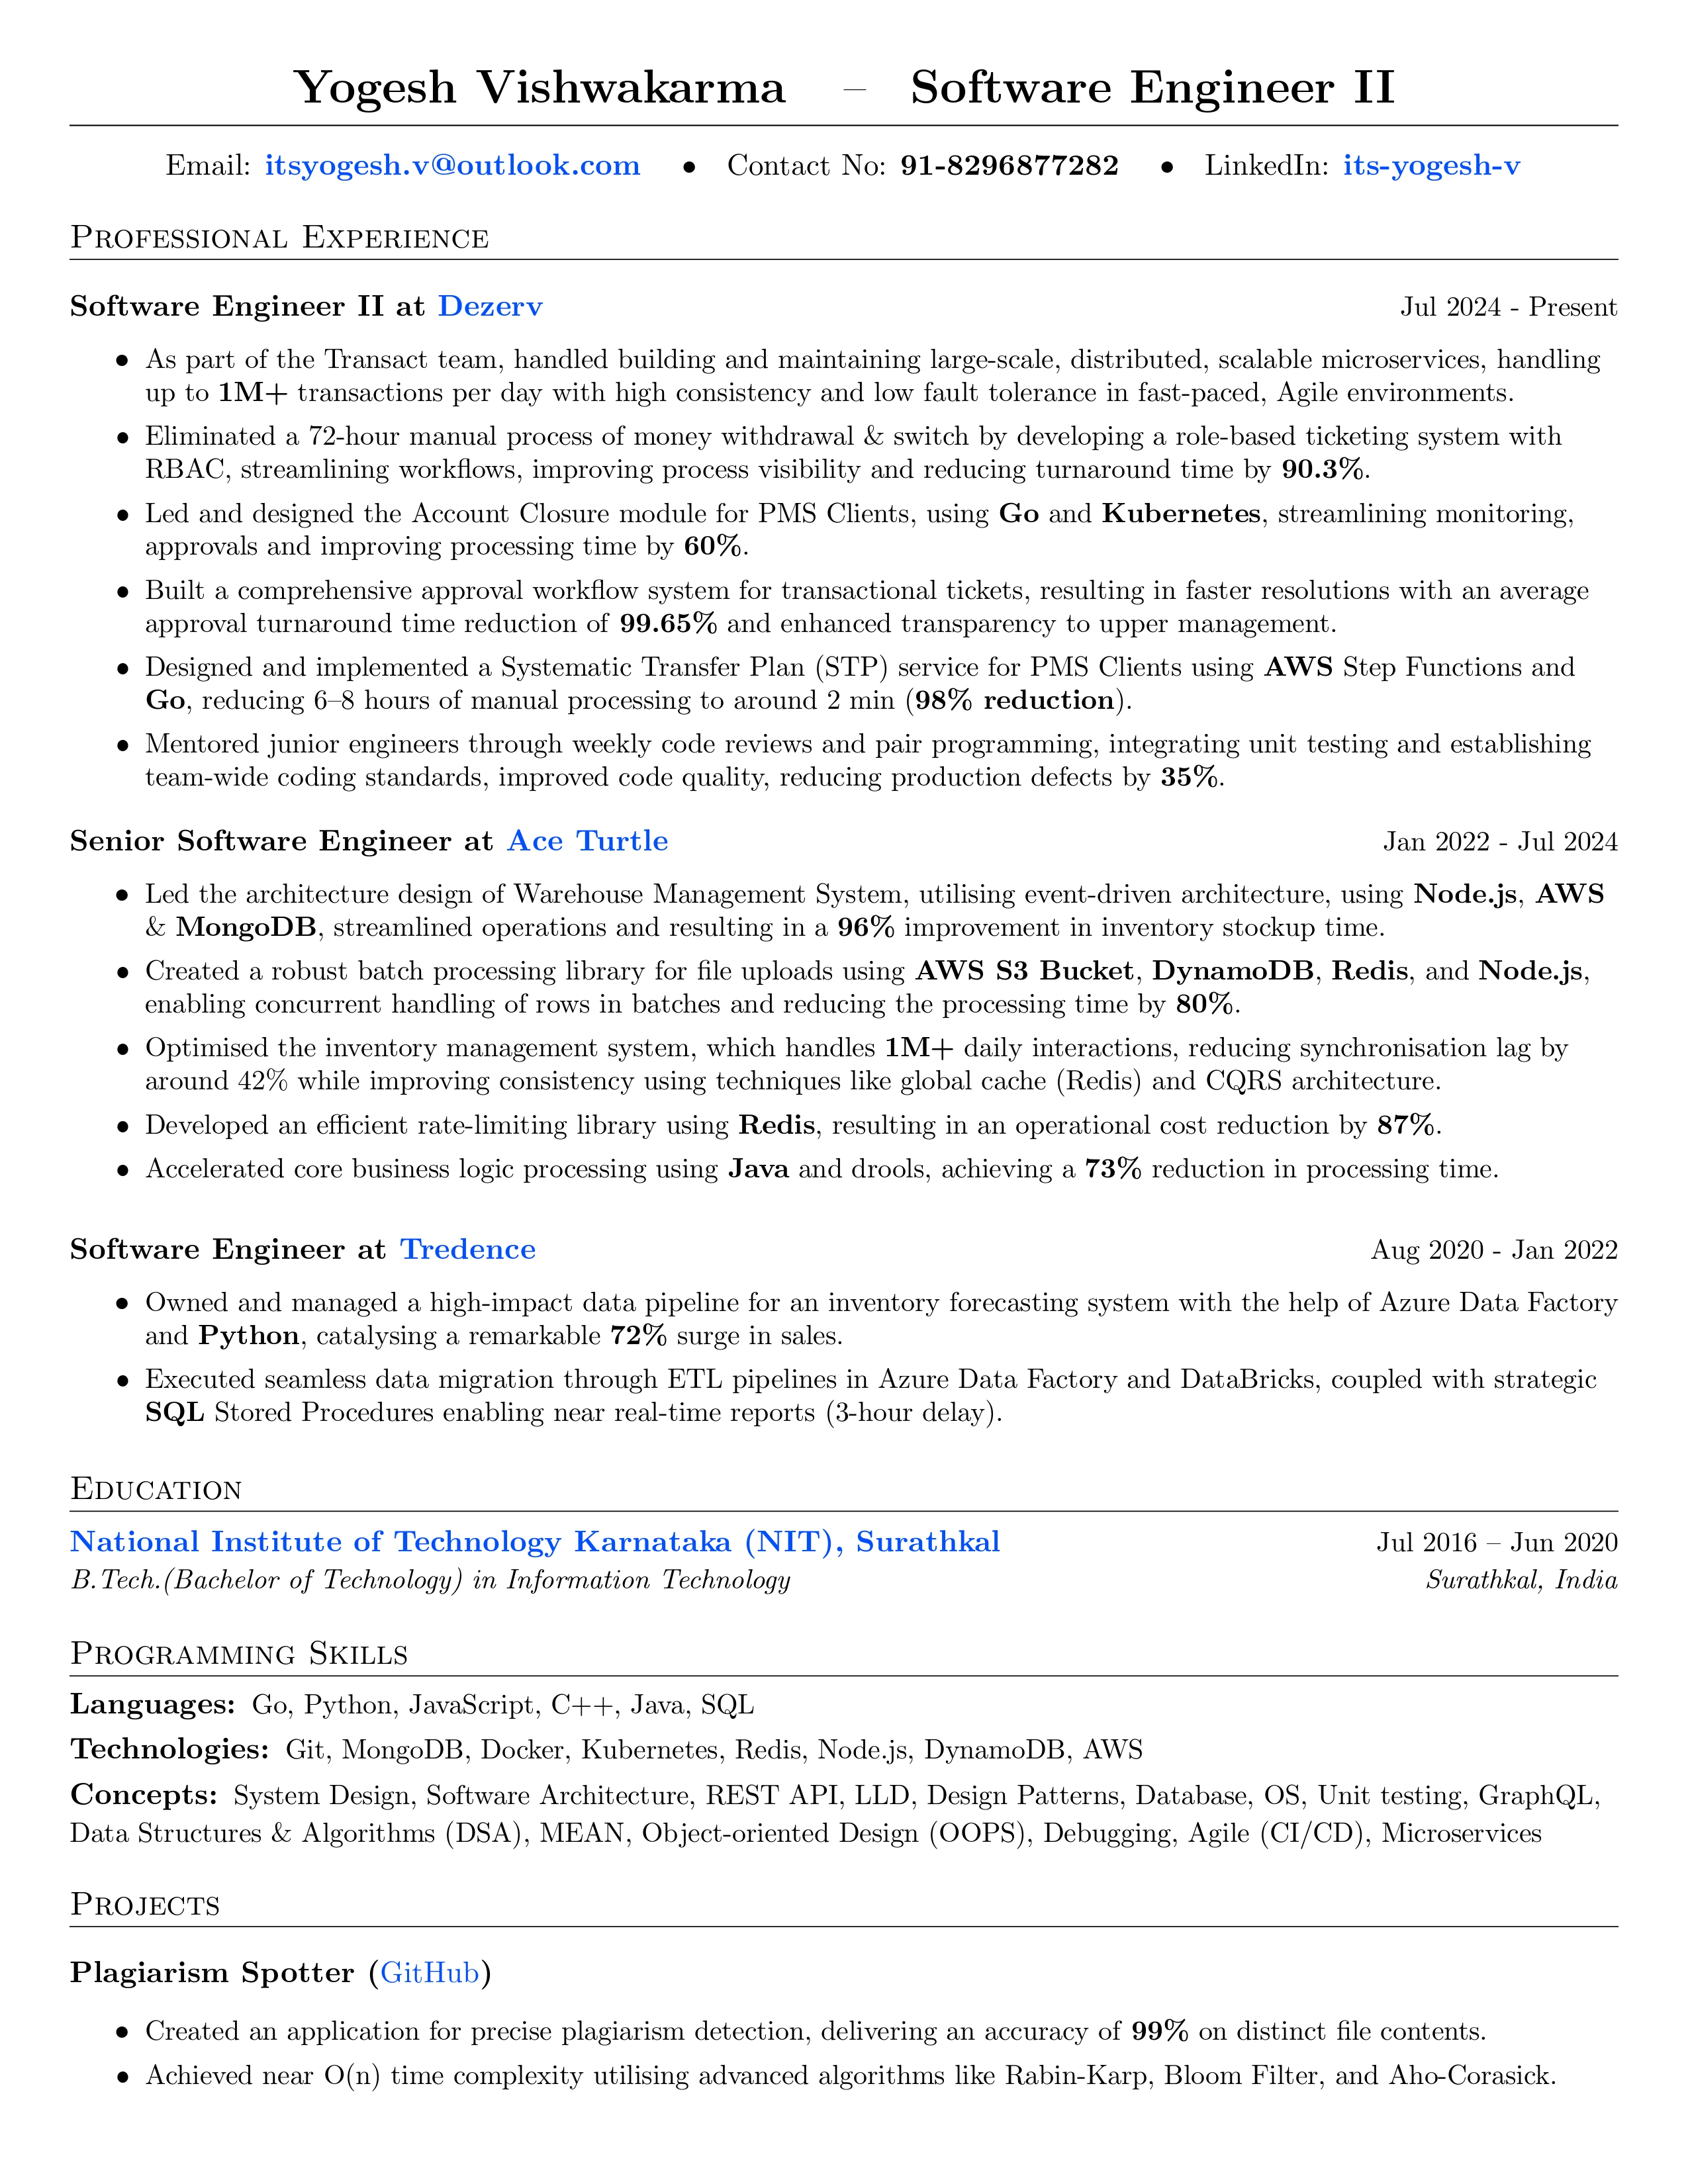 Yogesh Vishwakarma – Software Engineer II
Email: itsyogesh.v@outlook.com • Contact No: 91-8296877282 • LinkedIn: its-yogesh-v
Professional Experience
Software Engineer II at Dezerv Jul 2024 - Present
• As part of the Transact team, handled building and maintaining large-scale, distributed, scalable microservices, handling
up to 1M+ transactions per day with high consistency and low fault tolerance in fast-paced, Agile environments.
• Eliminated a 72-hour manual process of money withdrawal & switch by developing a role-based ticketing system with
RBAC, streamlining workflows, improving process visibility and reducing turnaround time by 90.3%.
• Led and designed the Account Closure module for PMS Clients, using Go and Kubernetes, streamlining monitoring,
approvals and improving processing time by 60%.
• Built a comprehensive approval workflow system for transactional tickets, resulting in faster resolutions with an average
approval turnaround time reduction of 99.65% and enhanced transparency to upper management.
• Designed and implemented a Systematic Transfer Plan (STP) service for PMS Clients using AWS Step Functions and
Go, reducing 6–8 hours of manual processing to around 2 min (98% reduction).
• Mentored junior engineers through weekly code reviews and pair programming, integrating unit testing and establishing
team-wide coding standards, improved code quality, reducing production defects by 35%.
Senior Software Engineer at Ace Turtle Jan 2022 - Jul 2024
• Led the architecture design of Warehouse Management System, utilising event-driven architecture, using Node.js, AWS
& MongoDB, streamlined operations and resulting in a 96% improvement in inventory stockup time.
• Created a robust batch processing library for file uploads using AWS S3 Bucket, DynamoDB, Redis, and Node.js,
enabling concurrent handling of rows in batches and reducing the processing time by 80%.
• Optimised the inventory management system, which handles 1M+ daily interactions, reducing synchronisation lag by
around 42% while improving consistency using techniques like global cache (Redis) and CQRS architecture.
• Developed an efficient rate-limiting library using Redis, resulting in an operational cost reduction by 87%.
• Accelerated core business logic processing using Java and drools, achieving a 73% reduction in processing time.
Software Engineer at Tredence Aug 2020 - Jan 2022
• Owned and managed a high-impact data pipeline for an inventory forecasting system with the help of Azure Data Factory
and Python, catalysing a remarkable 72% surge in sales.
• Executed seamless data migration through ETL pipelines in Azure Data Factory and DataBricks, coupled with strategic
SQL Stored Procedures enabling near real-time reports (3-hour delay).
Education
National Institute of Technology Karnataka (NIT), Surathkal Jul 2016 – Jun 2020
B.Tech.(Bachelor of Technology) in Information Technology Surathkal, India
Programming Skills
Languages: Go, Python, JavaScript, C++, Java, SQL
Technologies: Git, MongoDB, Docker, Kubernetes, Redis, Node.js, DynamoDB, AWS
Concepts: System Design, Software Architecture, REST API, LLD, Design Patterns, Database, OS, Unit testing, GraphQL,
Data Structures & Algorithms (DSA), MEAN, Object-oriented Design (OOPS), Debugging, Agile (CI/CD), Microservices
Projects
Plagiarism Spotter (GitHub)
• Created an application for precise plagiarism detection, delivering an accuracy of 99% on distinct file contents.
• Achieved near O(n) time complexity utilising advanced algorithms like Rabin-Karp, Bloom Filter, and Aho-Corasick.